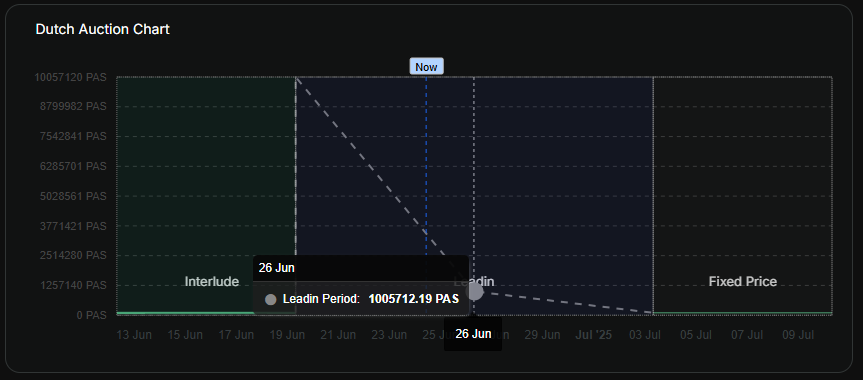 Dutch Auction Chart
Now
10057120 PAS
8799982 PAS
7542841 PAS
6285701 PAS
5028561 PAS
3771421 PAS
2514280 PAS
1257140 PAS
0 PAS
Interlude
Leadin
Fixed Price
26 Jun
Leadin Period: 1005712.19 PAS
13 Jun 15 Jun 17 Jun 19 Jun 21 Jun 23 Jun 26 Jun 29 Jun Jul '25 03 Jul 05 Jul 07 Jul 09 Jul